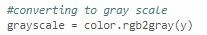 #converting to gray scale
grayscale = color.rgb2gray(y)